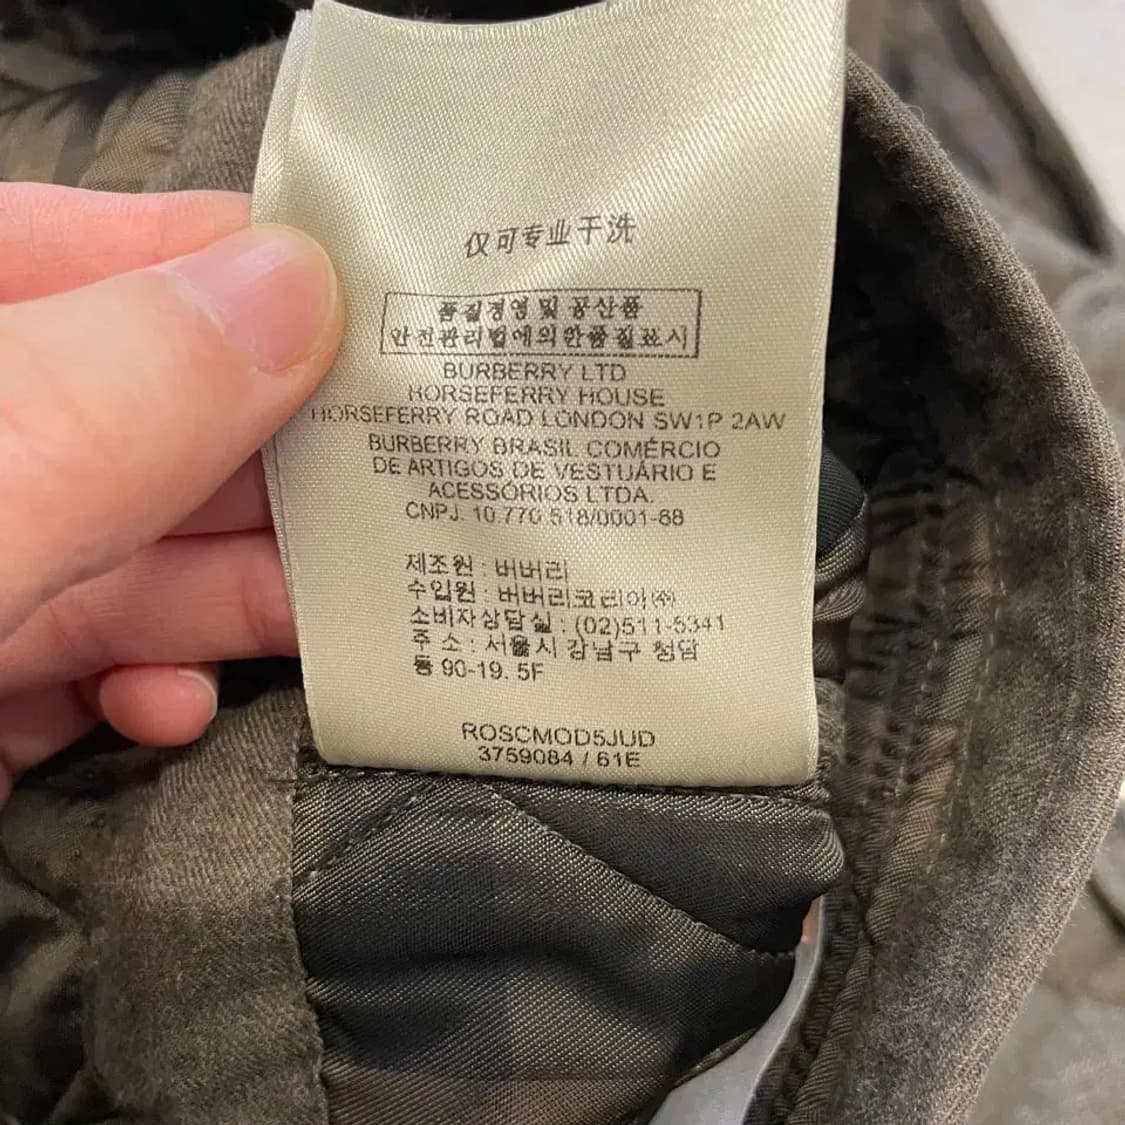 仅可专业干洗
품질경영 및 공산품
안전관리법에의한품질표시
BURBERRY LTD
HORSEFERRY HOUSE
HORSEFERRY ROAD LONDON SW1P 2AW
BURBERRY BRASIL COMÉRCIO
DE ARTIGOS DE VESTUÁRIO E
ACESSÓRIOS LTDA.
CNPJ. 10.770.518/0001-68
제조원 : 버버리
수입원 : 버버리코리아㈜
소비자상담실 : (02)511-5341
주 소 : 서울시 강남구 청담
동 90-19. 5F
ROSCMOD5JUD
3759084 / 61E